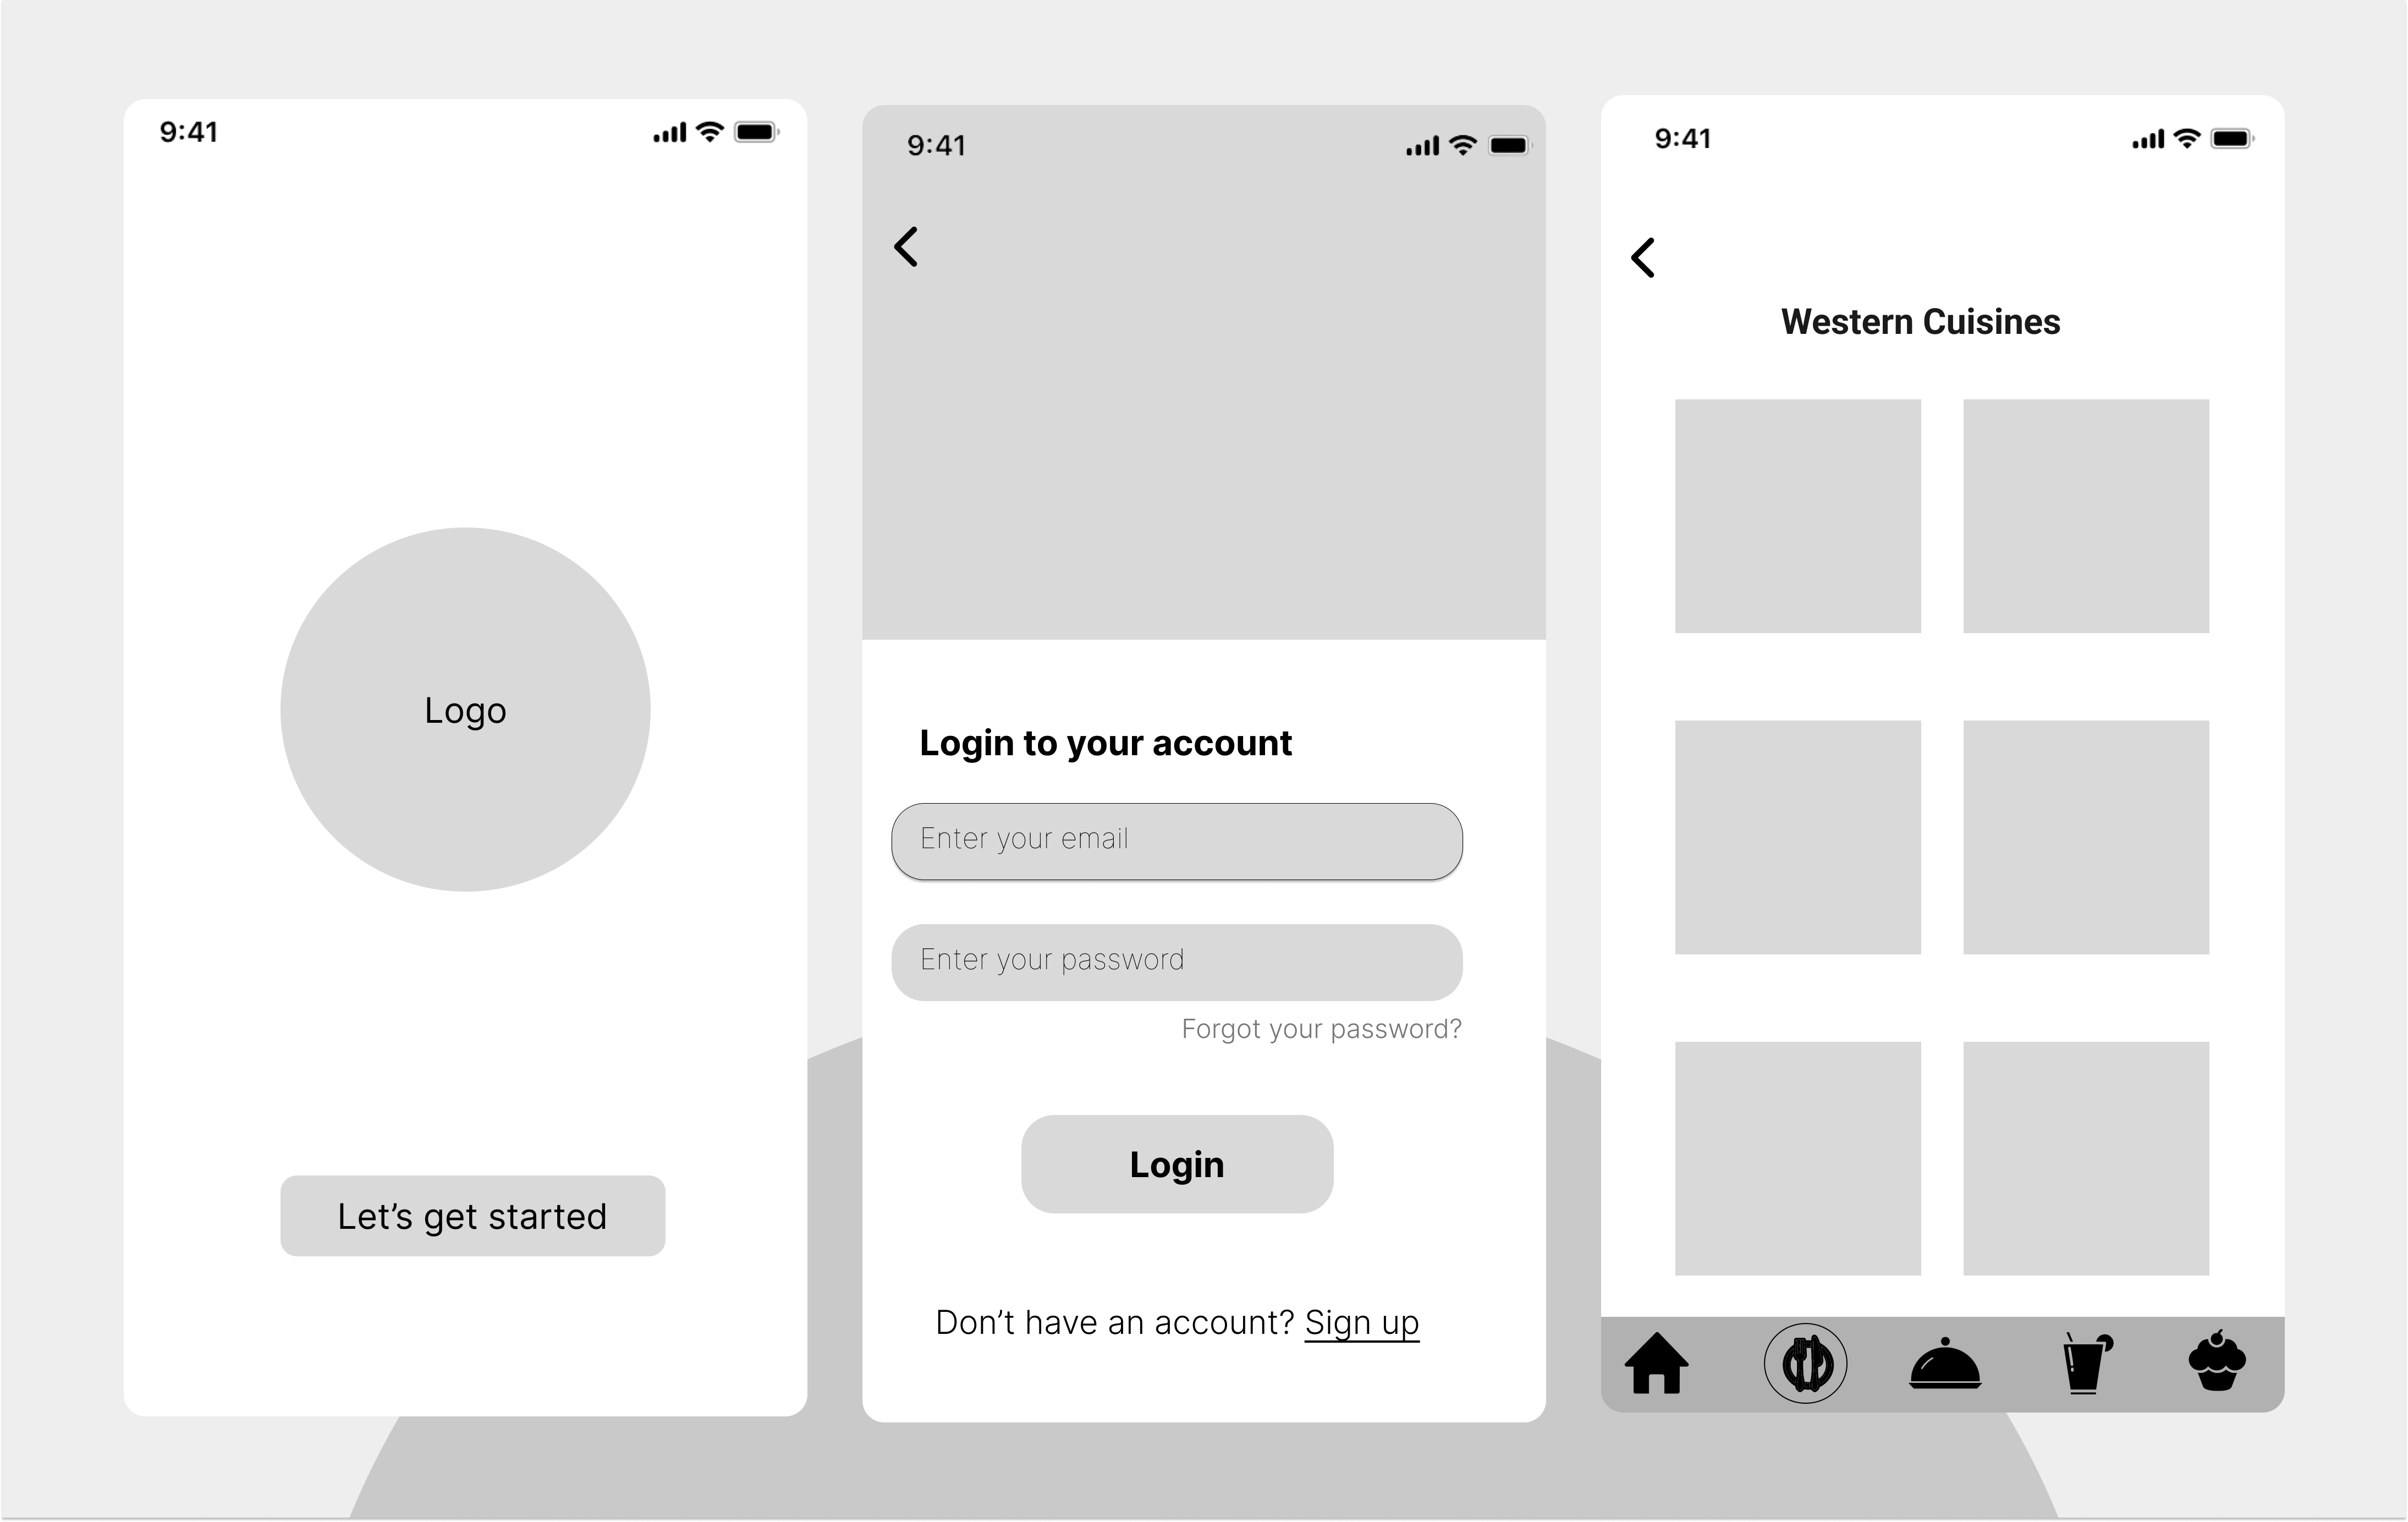 9:41
Logo
Let’s get started
9:41
Login to your account
Enter your email
Enter your password
Forgot your password?
Login
Don’t have an account? Sign up
9:41
Western Cuisines